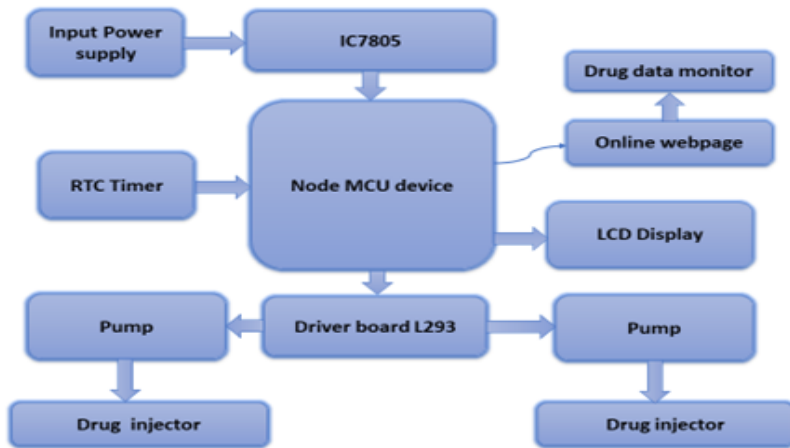 Input Power
supply
IC7805
Drug data monitor
Online webpage
RTC Timer
Node MCU device
LCD Display
Pump
Driver board L293
Pump
Drug injector
Drug injector